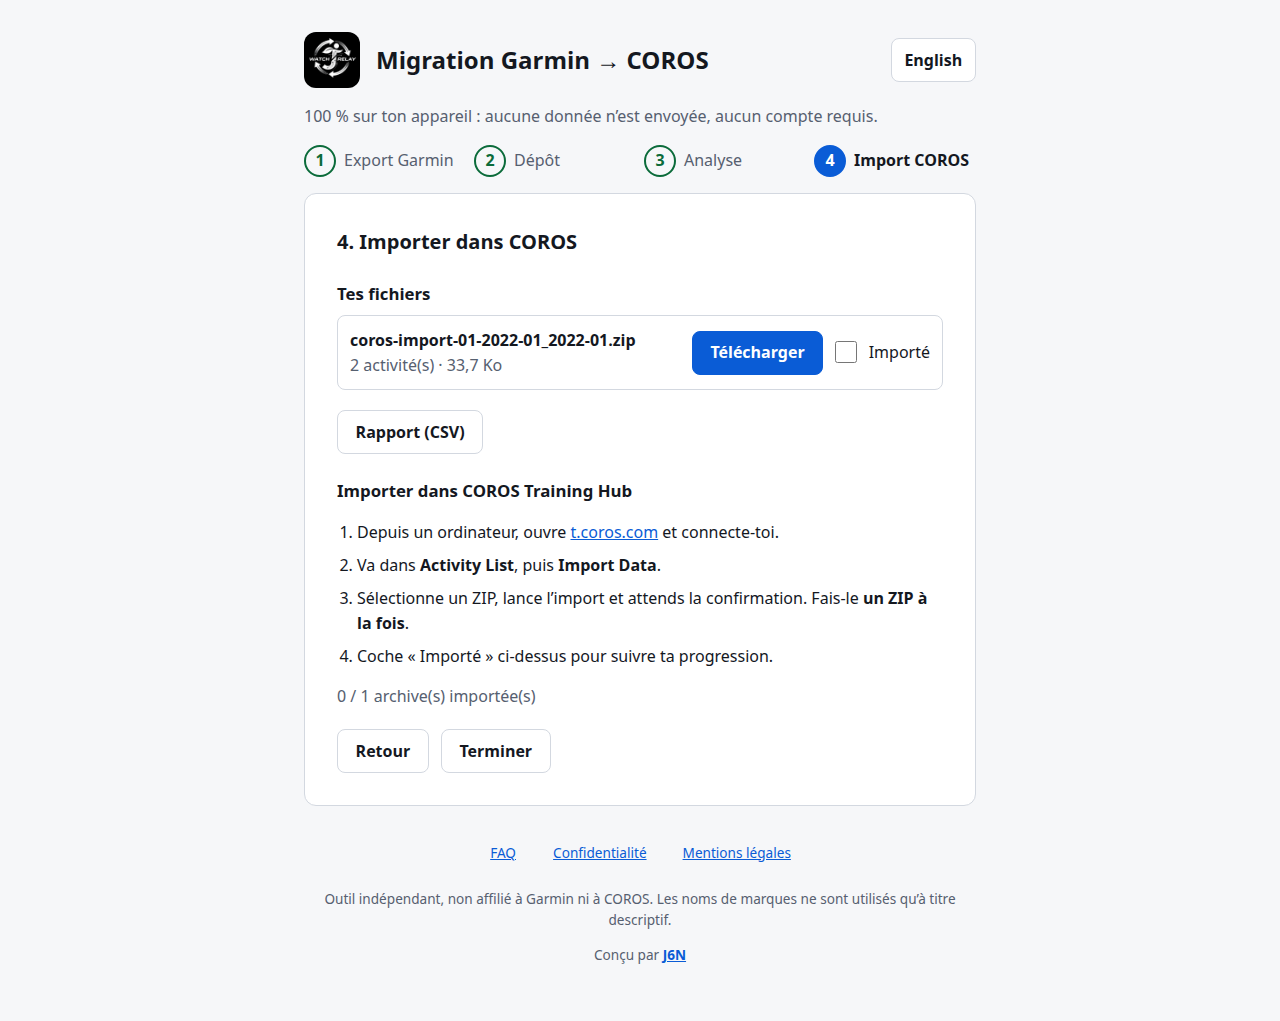 WATCH RELAY
Migration Garmin → COROS
English
100 % sur ton appareil : aucune donnée n’est envoyée, aucun compte requis.
1 Export Garmin
2 Dépôt
3 Analyse
4 Import COROS
4. Importer dans COROS
Tes fichiers
coros-import-01-2022-01_2022-01.zip
2 activité(s) · 33,7 Ko
Télécharger
Importé
Rapport (CSV)
Importer dans COROS Training Hub
1. Depuis un ordinateur, ouvre t.coros.com et connecte-toi.
2. Va dans Activity List, puis Import Data.
3. Sélectionne un ZIP, lance l’import et attends la confirmation. Fais-le un ZIP à
la fois.
4. Coche « Importé » ci-dessus pour suivre ta progression.
0 / 1 archive(s) importée(s)
Retour
Terminer
FAQ
Confidentialité
Mentions légales
Outil indépendant, non affilié à Garmin ni à COROS. Les noms de marques ne sont utilisés qu’à titre
descriptif.
Conçu par J6N